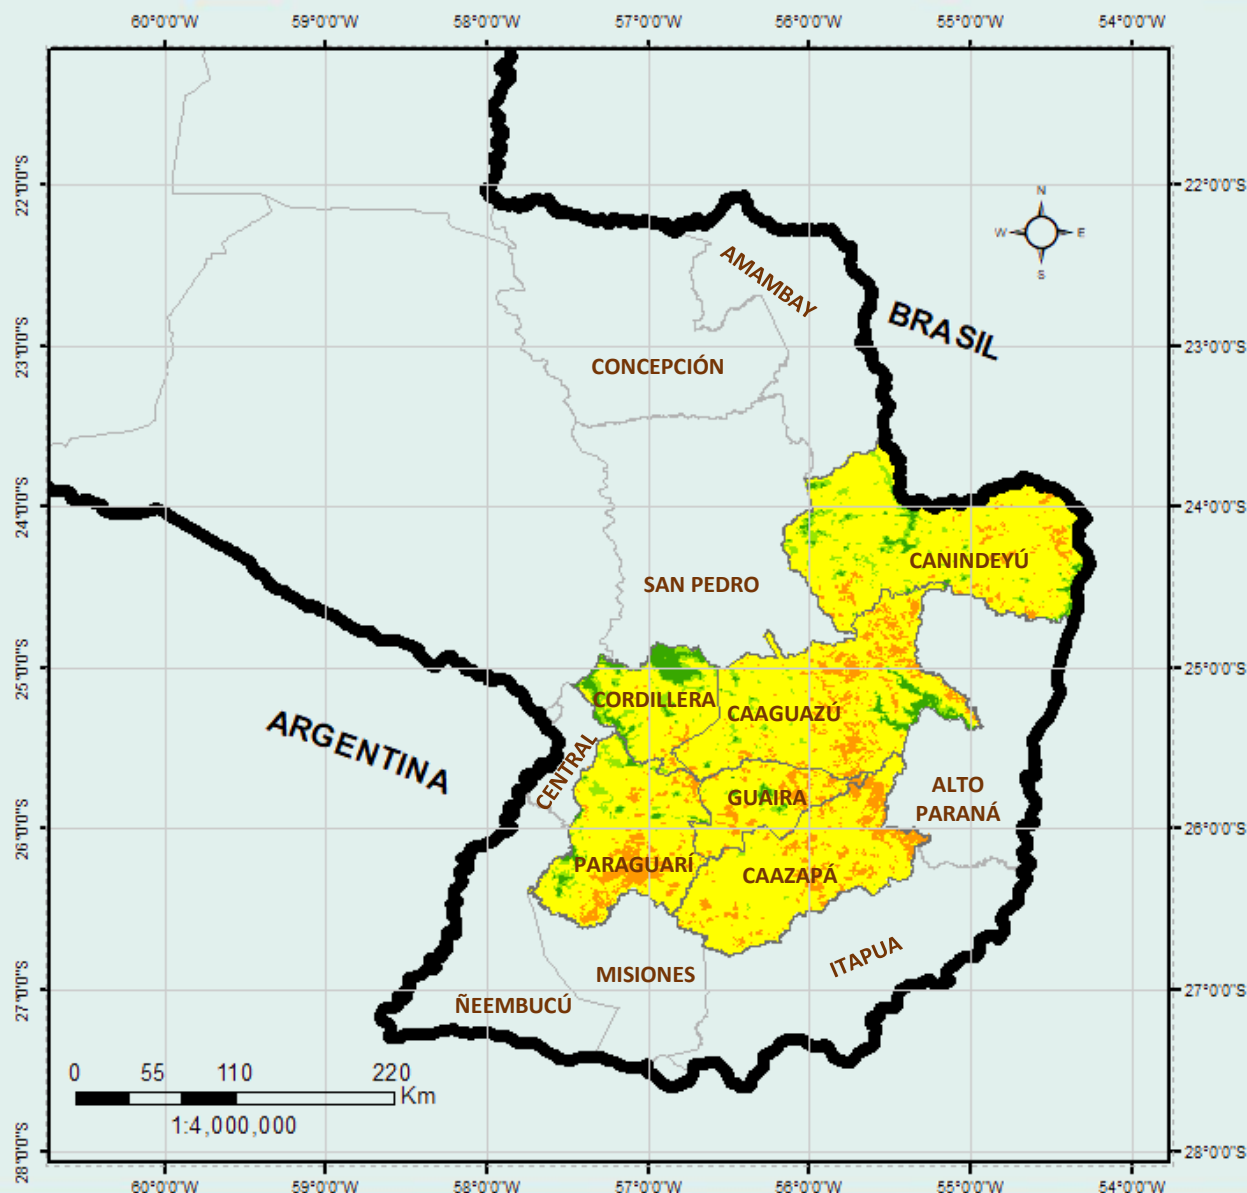 60°0'0"W 59°0'0"W 58°0'0"W 57°0'0"W 56°0'0"W 55°0'0"W 54°0'0"W
22°0'0"S 22°0'0"S
N
W E
S
AMAMBAY
BRASIL
23°0'0"S 23°0'0"S
CONCEPCIÓN
24°0'0"S 24°0'0"S
CANINDEYÚ
SAN PEDRO
25°0'0"S 25°0'0"S
CORDILLERA
CAAGUAZÚ
ARGENTINA
CENTRAL
GUAIRA
ALTO
PARANÁ
26°0'0"S 26°0'0"S
PARAGUARÍ
CAAZAPÁ
ITAPUA
MISIONES
27°0'0"S 27°0'0"S
ÑEEMBUCÚ
0 55 110 220
Km
1:4,000,000
28°0'0"S 28°0'0"S
60°0'0"W 59°0'0"W 58°0'0"W 57°0'0"W 56°0'0"W 55°0'0"W 54°0'0"W